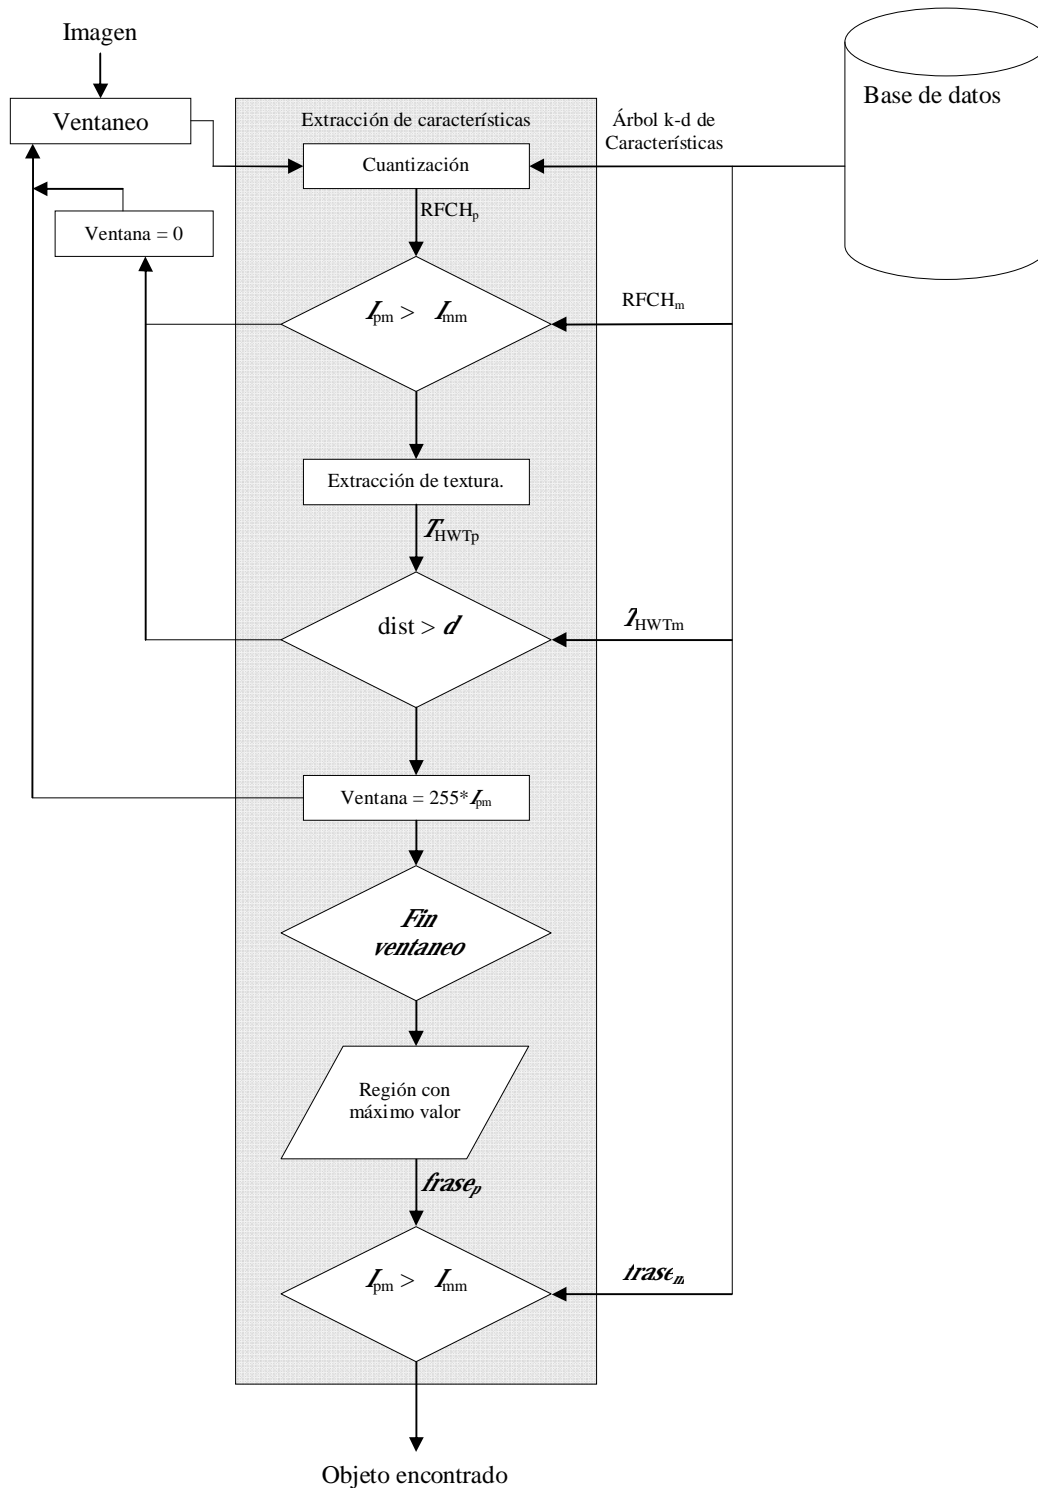 Imagen
Base de datos
Ventaneo
Extracción de características
Árbol k-d de
Características
Cuantización
RFCHp
Ventana = 0
Ipm > Imm
RFCHm
Extracción de textura.
THWTp
dist > d
THWTm
Ventana = 255*Ipm
Fin
ventaneo
Región con
máximo valor
frasep
Ipm > Imm
frasem
Objeto encontrado